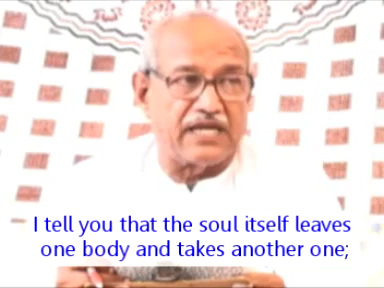 I tell you that the soul itself leaves
one body and takes another one;